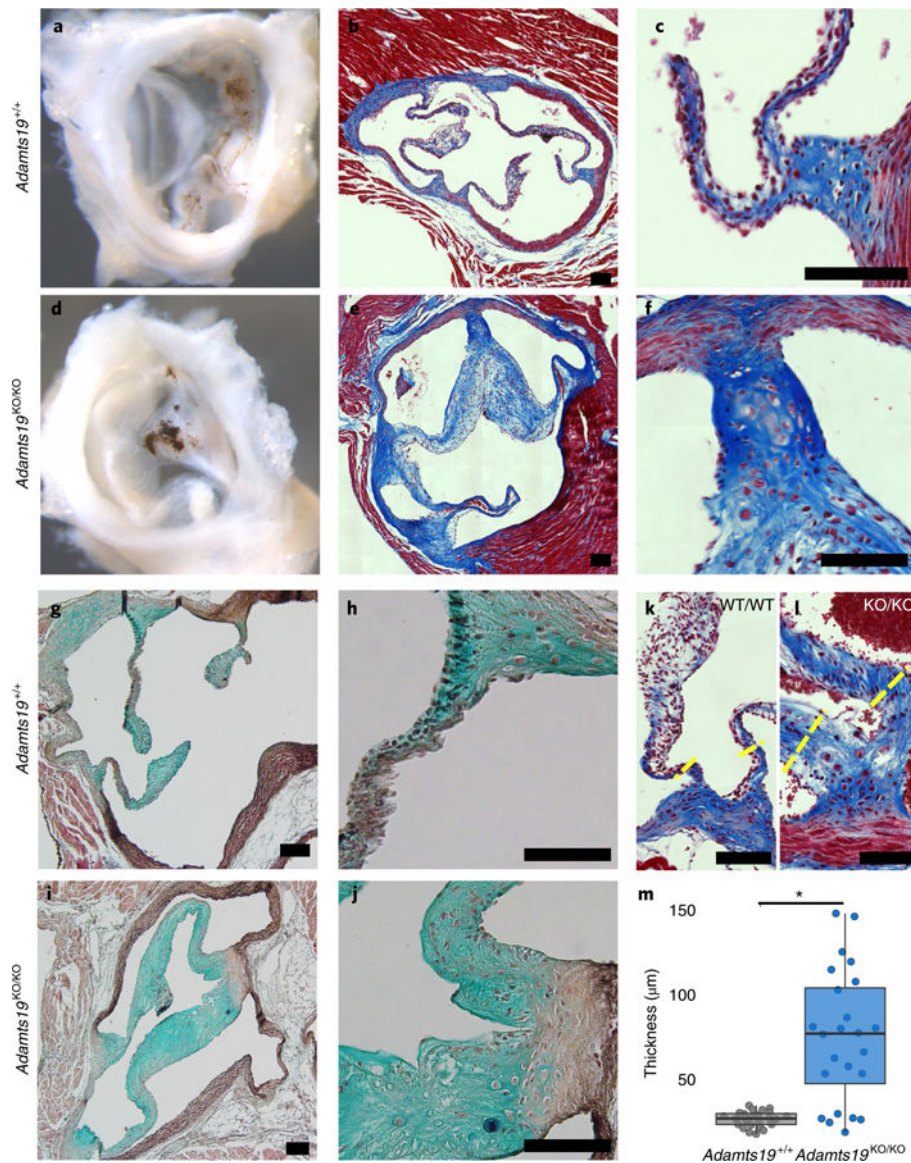 a
b
c
Adamts19+/+
d
e
f
Adamts19KO/KO
g
h
k WT/WT
l KO/KO
Adamts19+/+
i
j
m
*
150
100
50
Thickness (μm)
Adamts19+/+ Adamts19KO/KO
Adamts19KO/KO